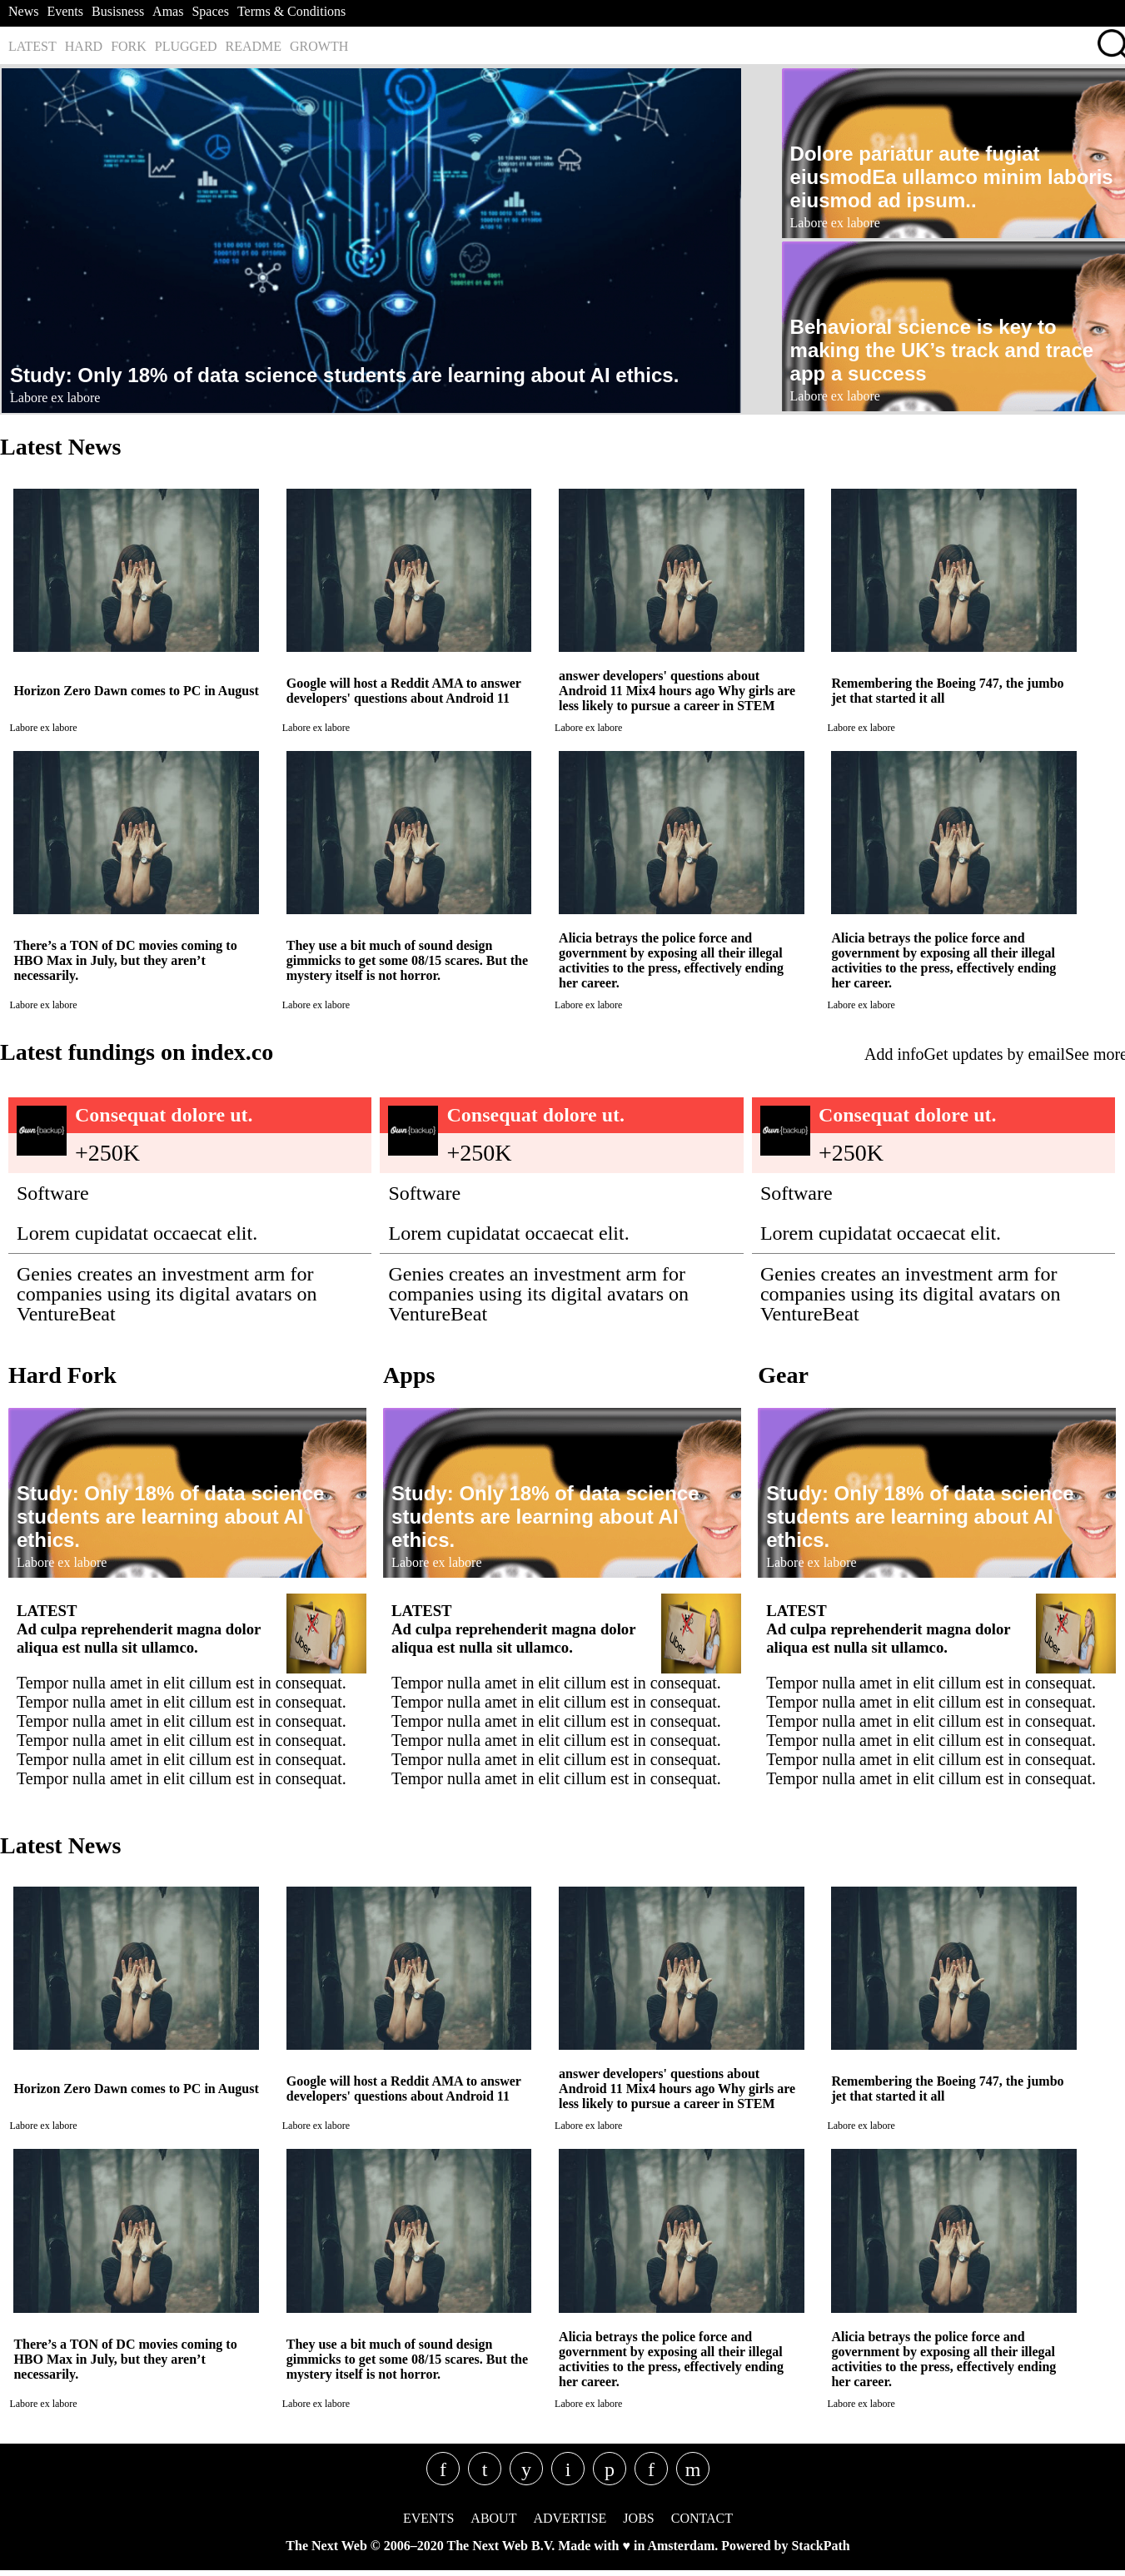 News Events Busisness Amas Spaces Terms & Conditions
LATEST HARD FORK PLUGGED README GROWTH
Study: Only 18% of data science students are learning about AI ethics.
Labore ex labore
9:41
Dolore pariatur aute fugiat
eiusmodEa ullamco minim laboris
eiusmod ad ipsum..
Labore ex labore
9:41
Behavioral science is key to
making the UK’s track and trace
app a success
Labore ex labore
Latest News
Horizon Zero Dawn comes to PC in August
Labore ex labore
Google will host a Reddit AMA to answer
developers' questions about Android 11
Labore ex labore
answer developers' questions about
Android 11 Mix4 hours ago Why girls are
less likely to pursue a career in STEM
Labore ex labore
Remembering the Boeing 747, the jumbo
jet that started it all
Labore ex labore
There’s a TON of DC movies coming to
HBO Max in July, but they aren’t
necessarily.
Labore ex labore
They use a bit much of sound design
gimmicks to get some 08/15 scares. But the
mystery itself is not horror.
Labore ex labore
Alicia betrays the police force and
government by exposing all their illegal
activities to the press, effectively ending
her career.
Labore ex labore
Alicia betrays the police force and
government by exposing all their illegal
activities to the press, effectively ending
her career.
Labore ex labore
Latest fundings on index.co
Add infoGet updates by emailSee more
Own{backup}
Consequat dolore ut.
+250K
Software
Lorem cupidatat occaecat elit.
Genies creates an investment arm for
companies using its digital avatars on
VentureBeat
Own{backup}
Consequat dolore ut.
+250K
Software
Lorem cupidatat occaecat elit.
Genies creates an investment arm for
companies using its digital avatars on
VentureBeat
Own{backup}
Consequat dolore ut.
+250K
Software
Lorem cupidatat occaecat elit.
Genies creates an investment arm for
companies using its digital avatars on
VentureBeat
Hard Fork
9:41
Study: Only 18% of data science
students are learning about AI
ethics.
Labore ex labore
LATEST
Ad culpa reprehenderit magna dolor
aliqua est nulla sit ullamco.
Uber
Tempor nulla amet in elit cillum est in consequat.
Tempor nulla amet in elit cillum est in consequat.
Tempor nulla amet in elit cillum est in consequat.
Tempor nulla amet in elit cillum est in consequat.
Tempor nulla amet in elit cillum est in consequat.
Tempor nulla amet in elit cillum est in consequat.
Apps
9:41
Study: Only 18% of data science
students are learning about AI
ethics.
Labore ex labore
LATEST
Ad culpa reprehenderit magna dolor
aliqua est nulla sit ullamco.
Uber
Tempor nulla amet in elit cillum est in consequat.
Tempor nulla amet in elit cillum est in consequat.
Tempor nulla amet in elit cillum est in consequat.
Tempor nulla amet in elit cillum est in consequat.
Tempor nulla amet in elit cillum est in consequat.
Tempor nulla amet in elit cillum est in consequat.
Gear
9:41
Study: Only 18% of data science
students are learning about AI
ethics.
Labore ex labore
LATEST
Ad culpa reprehenderit magna dolor
aliqua est nulla sit ullamco.
Uber
Tempor nulla amet in elit cillum est in consequat.
Tempor nulla amet in elit cillum est in consequat.
Tempor nulla amet in elit cillum est in consequat.
Tempor nulla amet in elit cillum est in consequat.
Tempor nulla amet in elit cillum est in consequat.
Tempor nulla amet in elit cillum est in consequat.
Latest News
Horizon Zero Dawn comes to PC in August
Labore ex labore
Google will host a Reddit AMA to answer
developers' questions about Android 11
Labore ex labore
answer developers' questions about
Android 11 Mix4 hours ago Why girls are
less likely to pursue a career in STEM
Labore ex labore
Remembering the Boeing 747, the jumbo
jet that started it all
Labore ex labore
There’s a TON of DC movies coming to
HBO Max in July, but they aren’t
necessarily.
Labore ex labore
They use a bit much of sound design
gimmicks to get some 08/15 scares. But the
mystery itself is not horror.
Labore ex labore
Alicia betrays the police force and
government by exposing all their illegal
activities to the press, effectively ending
her career.
Labore ex labore
Alicia betrays the police force and
government by exposing all their illegal
activities to the press, effectively ending
her career.
Labore ex labore
f t y i p f m
EVENTS ABOUT ADVERTISE JOBS CONTACT
The Next Web © 2006–2020 The Next Web B.V. Made with ♥ in Amsterdam. Powered by StackPath